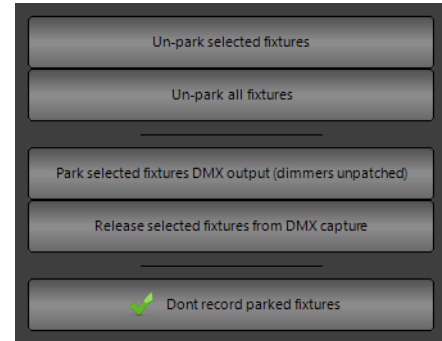 Un-park selected fixtures
Un-park all fixtures
Park selected fixtures DMX output (dimmers unpatched)
Release selected fixtures from DMX capture
Dont record parked fixtures